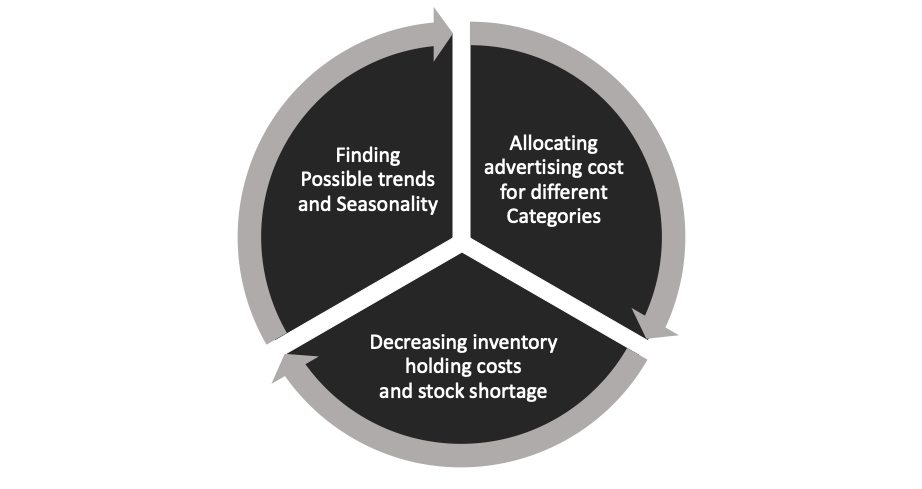 Finding
Possible trends
and Seasonality
Allocating
advertising cost
for different
Categories
Decreasing inventory
holding costs
and stock shortage